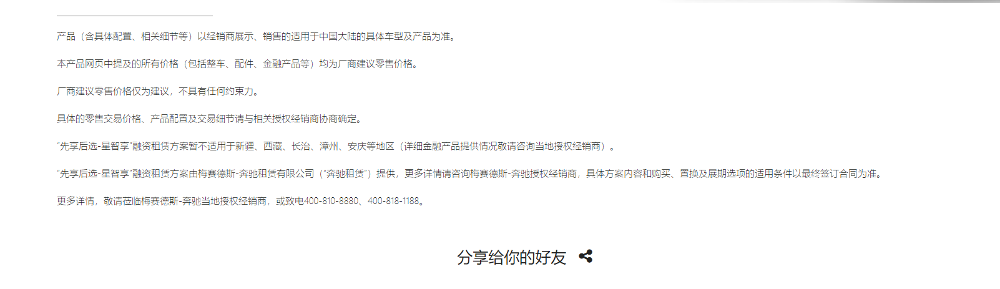 产品（含具体配置、相关细节等）以经销商展示、销售的适用于中国大陆的具体车型及产品为准。
本产品网页中提及的所有价格（包括整车、配件、金融产品等）均为厂商建议零售价格。
厂商建议零售价格仅为建议，不具有任何约束力。
具体的零售交易价格、产品配置及交易细节请与相关授权经销商协商确定。
“先享后选-星智享”融资租赁方案暂不适用于新疆、西藏、长治、漳州、安庆等地区（详细金融产品提供情况敬请咨询当地授权经销商）。
“先享后选-星智享”融资租赁方案由梅赛德斯-奔驰租赁有限公司（“奔驰租赁”）提供，更多详情请咨询梅赛德斯-奔驰授权经销商，具体方案内容和购买、置换及展期选项的适用条件以最终签订合同为准。
更多详情，敬请莅临梅赛德斯-奔驰当地授权经销商，或致电400-810-8880、400-818-1188。
分享给你的好友